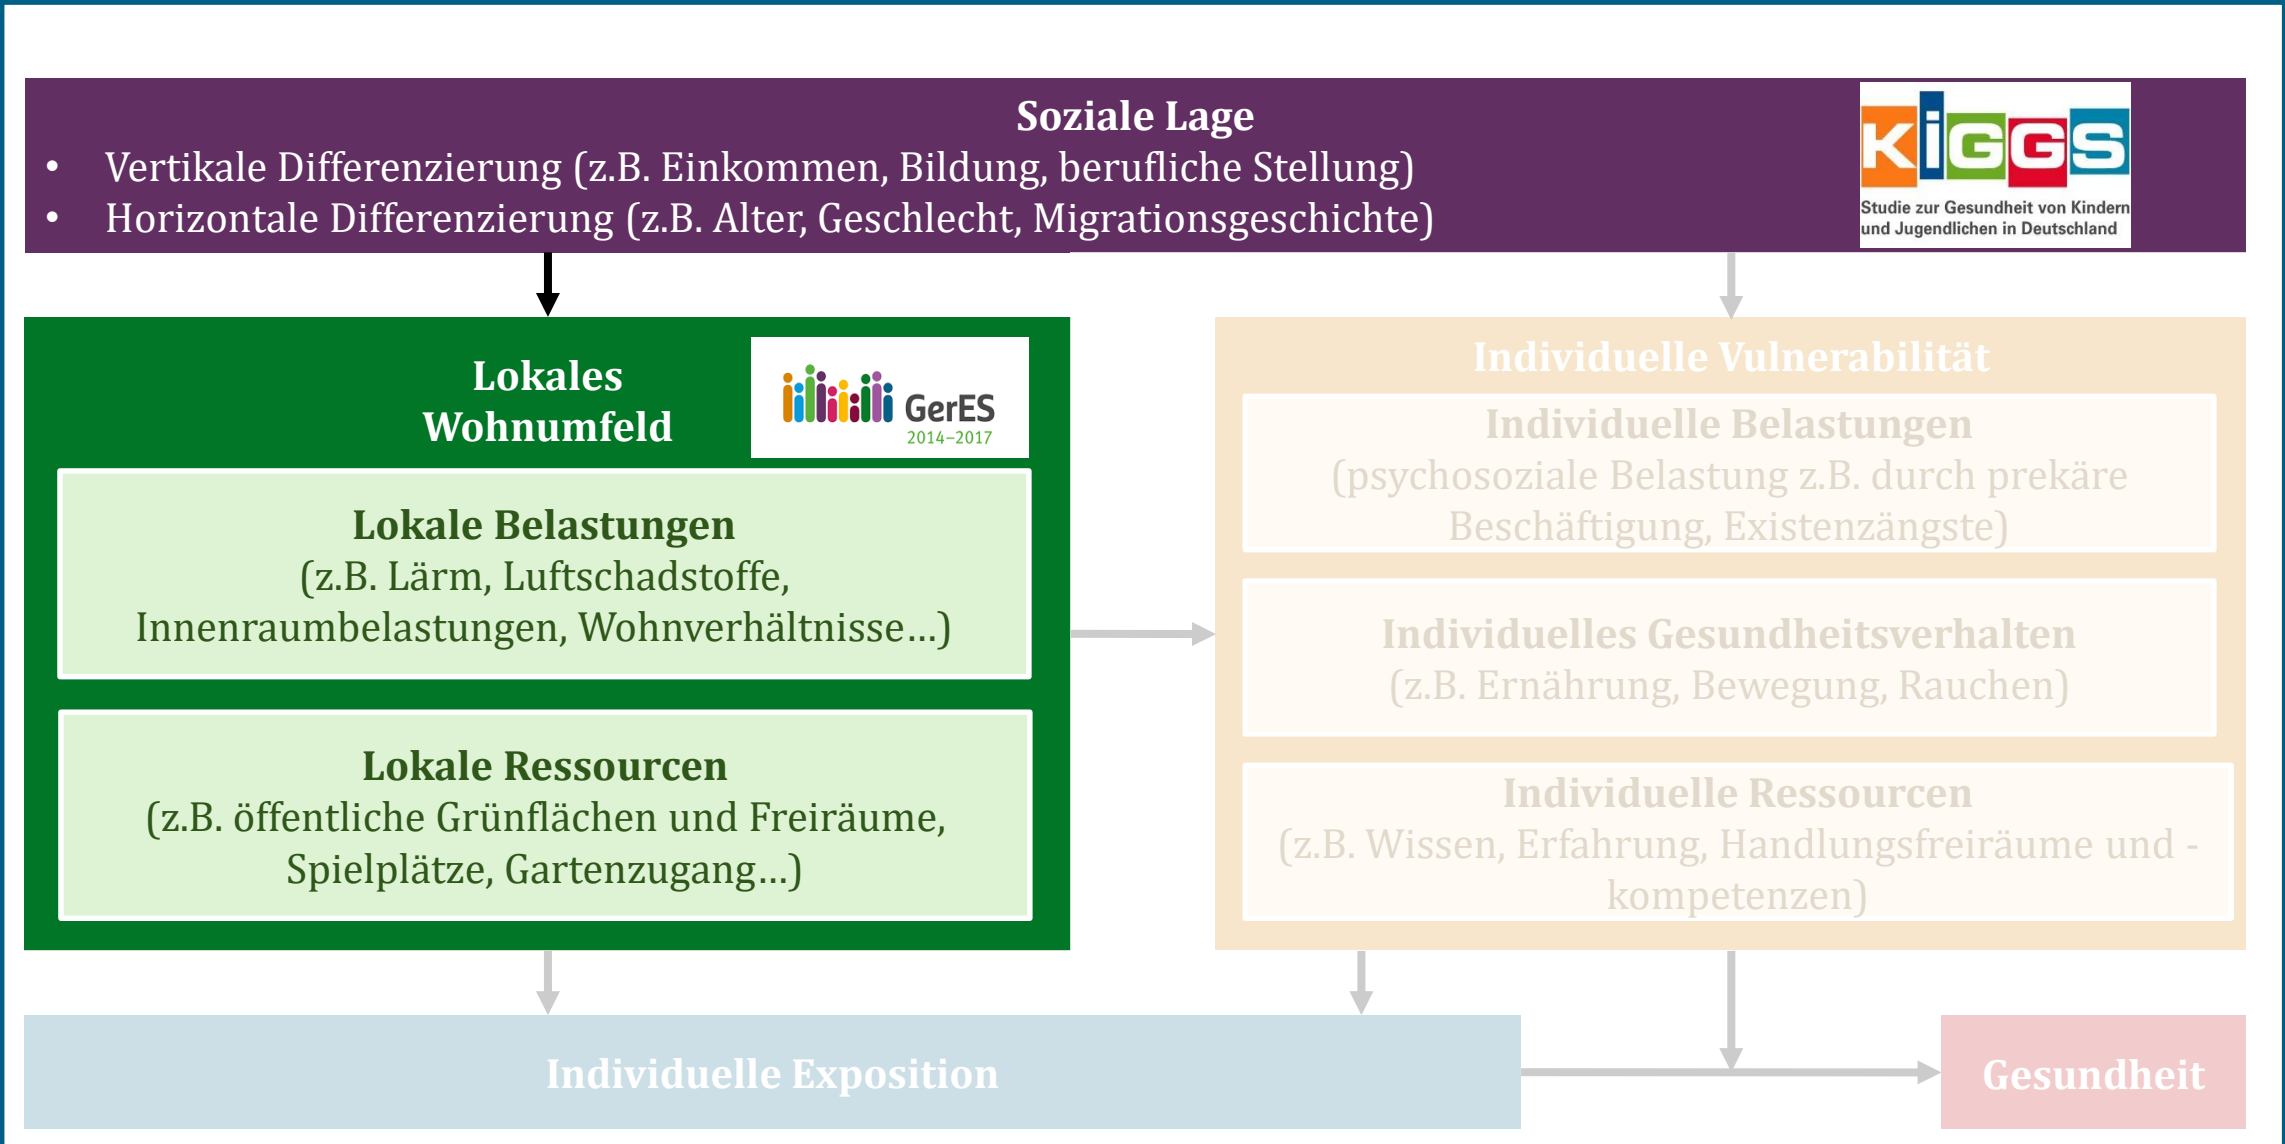 Soziale Lage
• Vertikale Differenzierung (z.B. Einkommen, Bildung, berufliche Stellung)
• Horizontale Differenzierung (z.B. Alter, Geschlecht, Migrationsgeschichte)
KiGGS
Studie zur Gesundheit von Kindern
und Jugendlichen in Deutschland
Lokales
Wohnumfeld
GerES
2014–2017
Lokale Belastungen
(z.B. Lärm, Luftschadstoffe,
Innenraumbelastungen, Wohnverhältnisse…)
Lokale Ressourcen
(z.B. öffentliche Grünflächen und Freiräume,
Spielplätze, Gartenzugang…)
Individuelle Vulnerabilität
Individuelle Belastungen
(psychosoziale Belastung z.B. durch prekäre
Beschäftigung, Existenzängste)
Individuelles Gesundheitsverhalten
(z.B. Ernährung, Bewegung, Rauchen)
Individuelle Ressourcen
(z.B. Wissen, Erfahrung, Handlungsfreiräume und -
kompetenzen)
Individuelle Exposition
Gesundheit